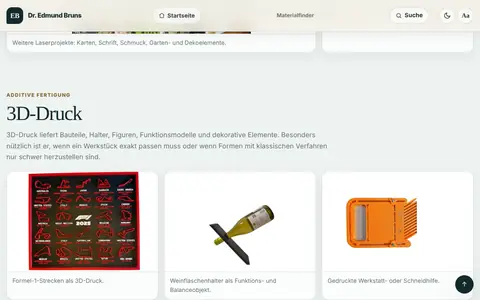 EB Dr. Edmund Bruns Startseite Materialfinder Suche Aa
Weitere Laserprojekte: Karten, Schrift, Schmuck, Garten- und Dekoelemente.
ADDITIVE FERTIGUNG
3D-Druck
3D-Druck liefert Bauteile, Halter, Figuren, Funktionsmodelle und dekorative Elemente. Besonders
nützlich ist er, wenn ein Werkstück exakt passen muss oder wenn Formen mit klassischen Verfahren
nur schwer herzustellen sind.
F1
2025
Formel-1-Strecken als 3D-Druck.
Weinflaschenhalter als Funktions- und
Balanceobjekt.
Gedruckte Werkstatt- oder Schneidhilfe.